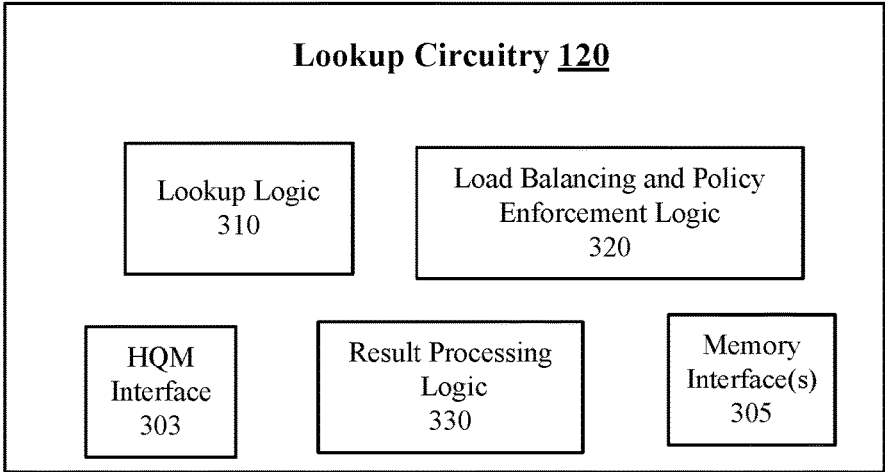 Lookup Circuitry 120
Lookup Logic
310
Load Balancing and Policy
Enforcement Logic
320
HQM
Interface
303
Result Processing
Logic
330
Memory
Interface(s)
305